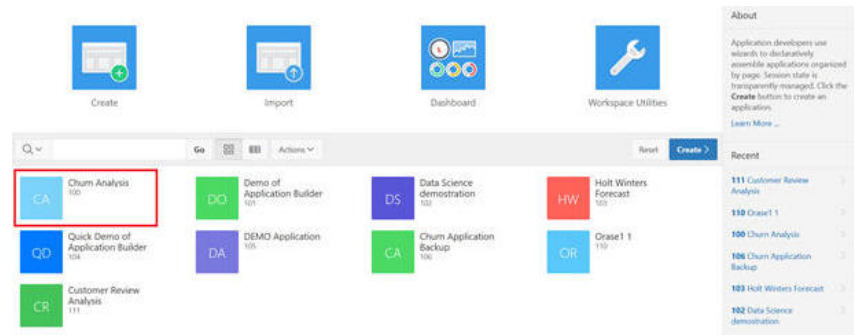 Create
Import
Dashboard
Workspace Utilities
Go
Actions
Reset
Create >
CA
Churn Analysis
100
DO
Demo of
Application Builder
101
DS
Data Science
demostration
102
HW
Holt Winters
Forecast
103
QD
Quick Demo of
Application Builder
104
DA
DEMO Application
105
CA
Churn Application
Backup
106
OR
Orase1 1
110
CR
Customer Review
Analysis
111
About
Application developers use
wizards to declaratively
assemble applications organized
by page. Session state is
transparently managed. Click the
Create button to create an
application.
Learn More ...
Recent
111 Customer Review
Analysis
110 Orase1 1
100 Churn Analysis
106 Churn Application
Backup
103 Holt Winters Forecast
102 Data Science
demostration